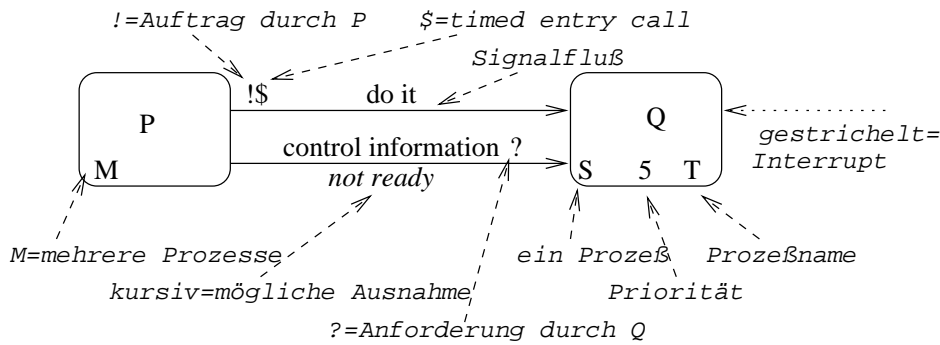 !=Auftrag durch P $=timed entry call
Signalfluß
!$ do it
P Q
control information ?
gestrichelt=
Interrupt
M not ready S 5 T
M=mehrere Prozesse ein Prozeß Prozeßname
kursiv=mögliche Ausnahme Priorität
?=Anforderung durch Q